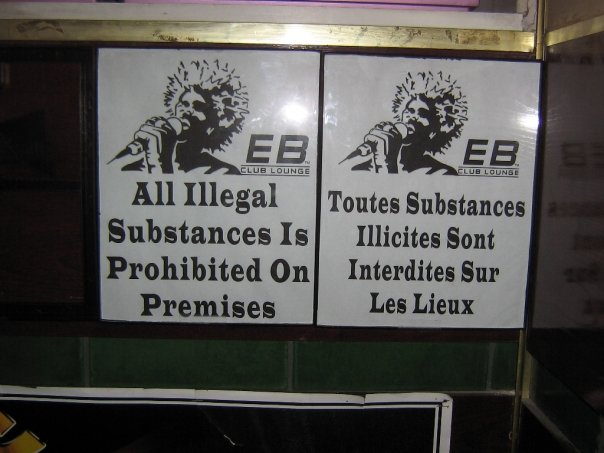 EB
CLUB LOUNGE
All Illegal
Substances Is
Prohibited On
Premises
EB
CLUB LOUNGE
Toutes Substances
Illicites Sont
Interdites Sur
Les Lieux